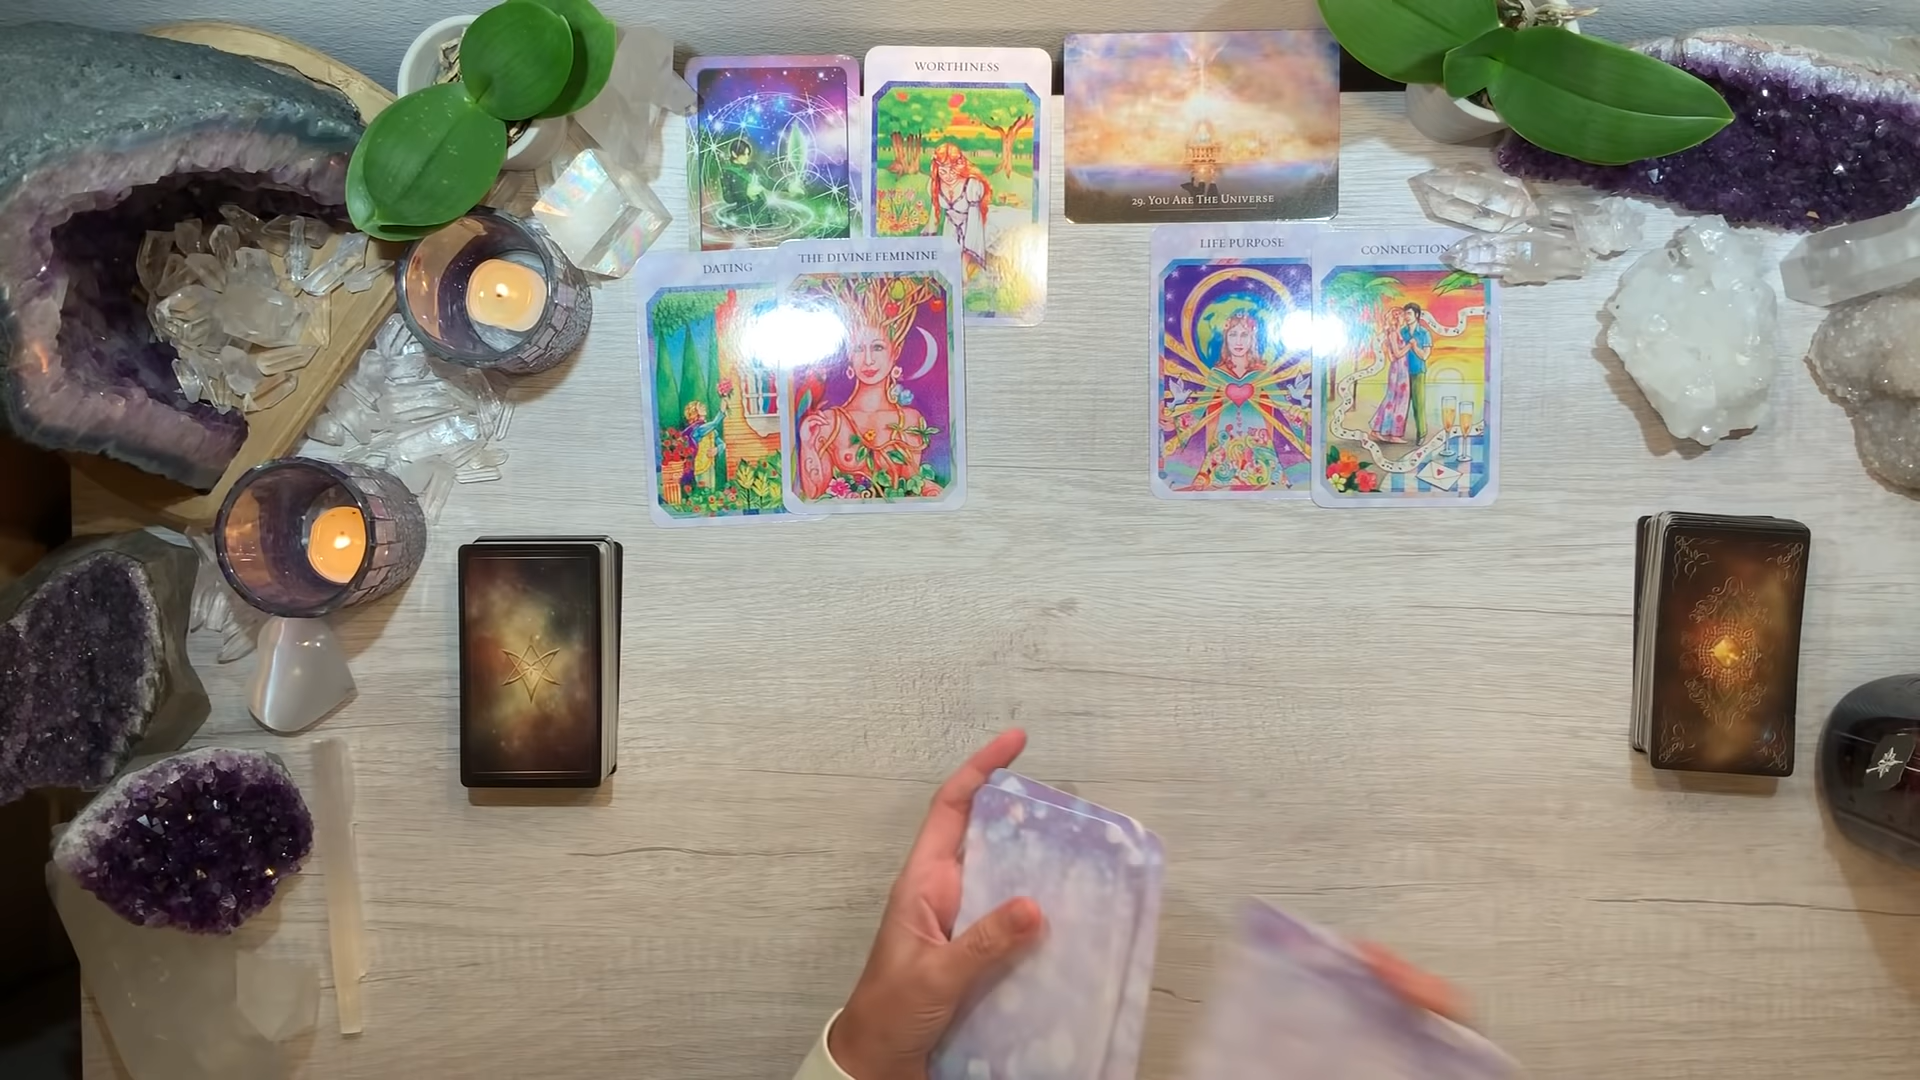 WORTHINESS
29. YOU ARE THE UNIVERSE
DATING
THE DIVINE FEMININE
LIFE PURPOSE
CONNECTION